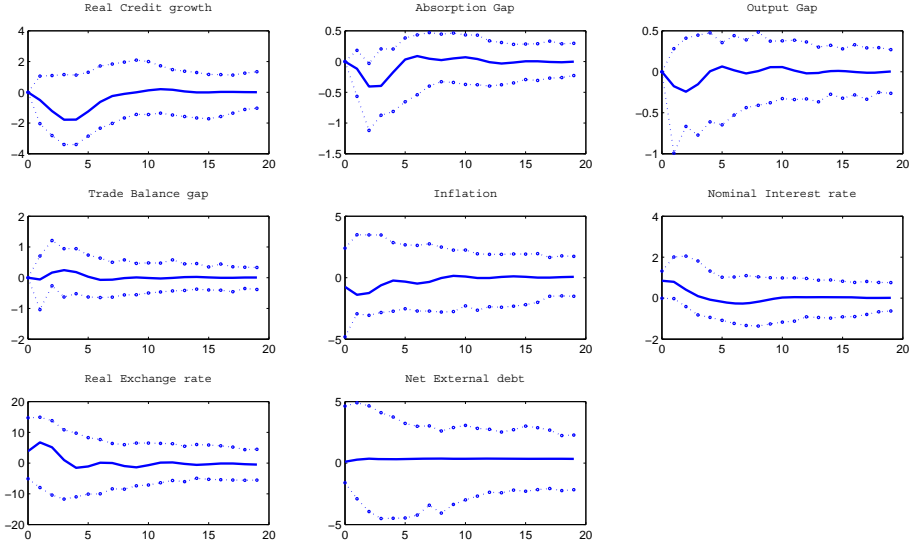 Real Credit growth
Absorption Gap
Output Gap
4
2
0
−2
−4
0 5 10 15 20
0.5
0
−0.5
−1
−1.5
0 5 10 15 20
0.5
0
−0.5
−1
0 5 10 15 20
Trade Balance gap
Inflation
Nominal Interest rate
2
1
0
−1
−2
0 5 10 15 20
5
0
−5
0 5 10 15 20
4
2
0
−2
0 5 10 15 20
Real Exchange rate
Net External debt
20
10
0
−10
−20
0 5 10 15 20
5
0
−5
0 5 10 15 20